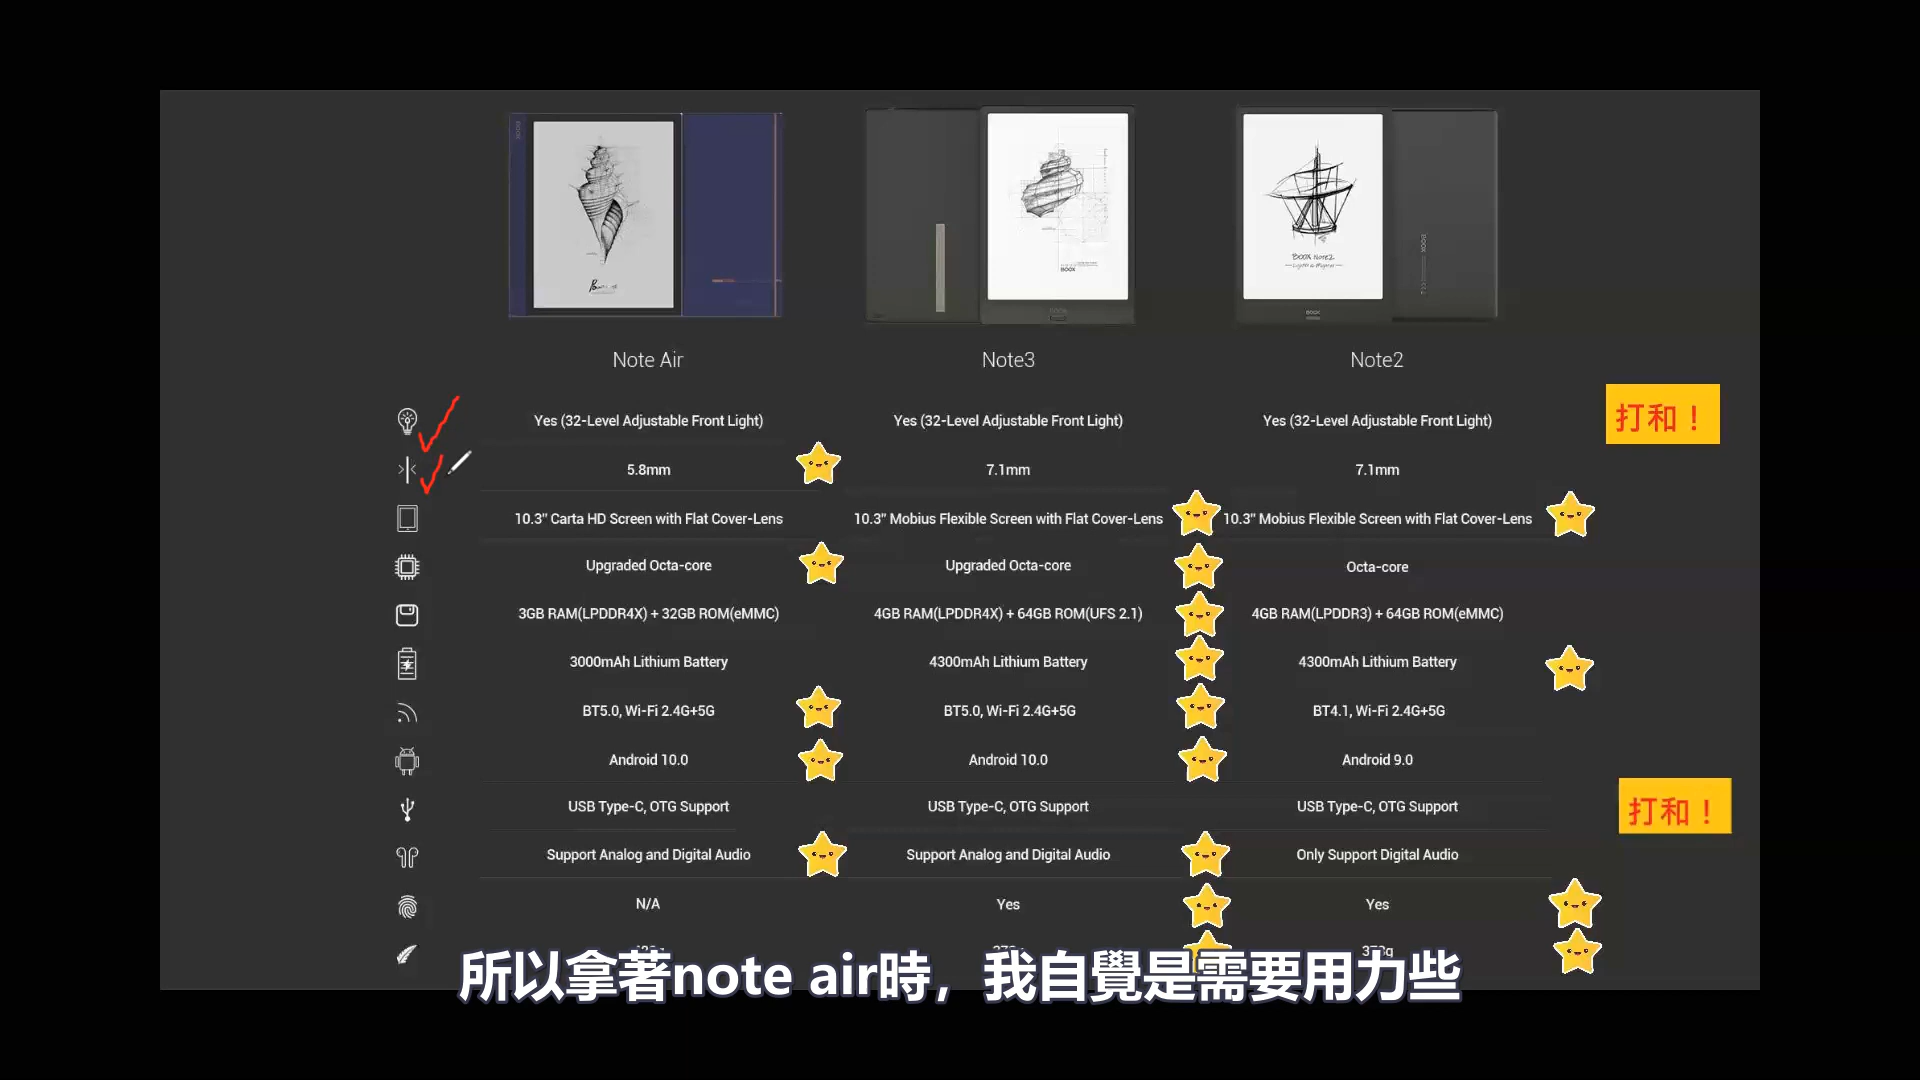 BOOX
BOOX
BOOX NOTE2
BOOX
BOOX
BOOX
Note Air
Note3
Note2
Yes (32-Level Adjustable Front Light)
Yes (32-Level Adjustable Front Light)
Yes (32-Level Adjustable Front Light)
打和！
5.8mm
7.1mm
7.1mm
10.3" Carta HD Screen with Flat Cover-Lens
10.3" Mobius Flexible Screen with Flat Cover-Lens
10.3" Mobius Flexible Screen with Flat Cover-Lens
Upgraded Octa-core
Upgraded Octa-core
Octa-core
3GB RAM(LPDDR4X) + 32GB ROM(eMMC)
4GB RAM(LPDDR4X) + 64GB ROM(UFS 2.1)
4GB RAM(LPDDR3) + 64GB ROM(eMMC)
3000mAh Lithium Battery
4300mAh Lithium Battery
4300mAh Lithium Battery
BT5.0, Wi-Fi 2.4G+5G
BT5.0, Wi-Fi 2.4G+5G
BT4.1, Wi-Fi 2.4G+5G
Android 10.0
Android 10.0
Android 9.0
USB Type-C, OTG Support
USB Type-C, OTG Support
USB Type-C, OTG Support
打和！
Support Analog and Digital Audio
Support Analog and Digital Audio
Only Support Digital Audio
N/A
Yes
Yes
所以拿著note air時，我自覺是需要用力些